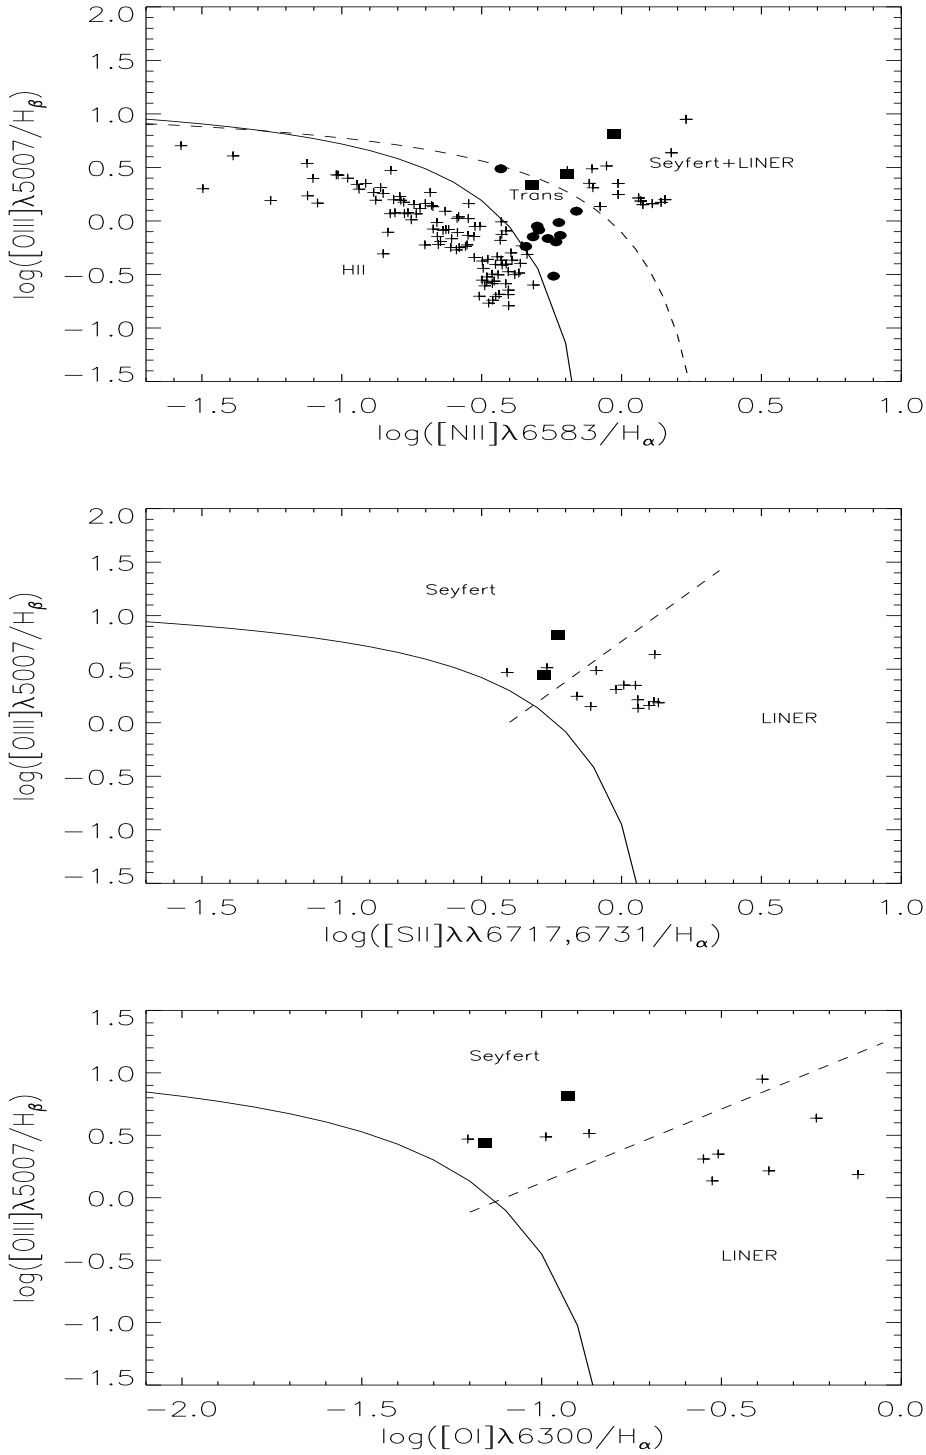 2.0
1.5
1.0
0.5
0.0
−0.5
−1.0
−1.5
log([OIII]λ5007/Hβ)
Seyfert+LINER
Trans
HII
−1.5 −1.0 −0.5 0.0 0.5 1.0
log([NII]λ6583/Hα)
2.0
1.5
1.0
0.5
0.0
−0.5
−1.0
−1.5
log([OIII]λ5007/Hβ)
Seyfert
LINER
−1.5 −1.0 −0.5 0.0 0.5 1.0
log([SII]λλ6717,6731/Hα)
1.5
1.0
0.5
0.0
−0.5
−1.0
−1.5
log([OIII]λ5007/Hβ)
Seyfert
LINER
−2.0 −1.5 −1.0 −0.5 0.0
log([OI]λ6300/Hα)